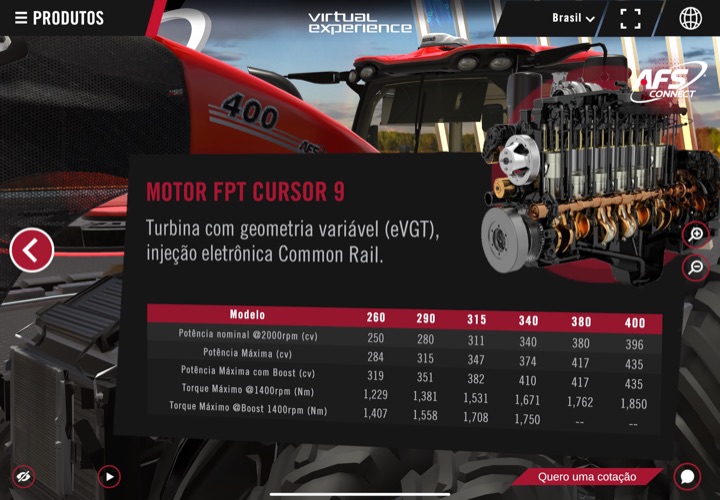 PRODUTOS
virtual
experience
Brasil
400
AFS
AFS
CONNECT
MOTOR FPT CURSOR 9
Turbina com geometria variável (eVGT),
injeção eletrônica Common Rail.
Modelo 260 290 315 340 380 400
Potência nominal @2000rpm (cv) 250 280 311 340 380 396
Potência Máxima (cv) 284 315 347 374 417 435
Potência Máxima com Boost (cv) 319 351 382 410 417 435
Torque Máximo @1400rpm (Nm) 1,229 1,381 1,531 1,671 1,762 1,850
Torque Máximo @Boost 1400rpm (Nm) 1,407 1,558 1,708 1,750 -- --
Quero uma cotação